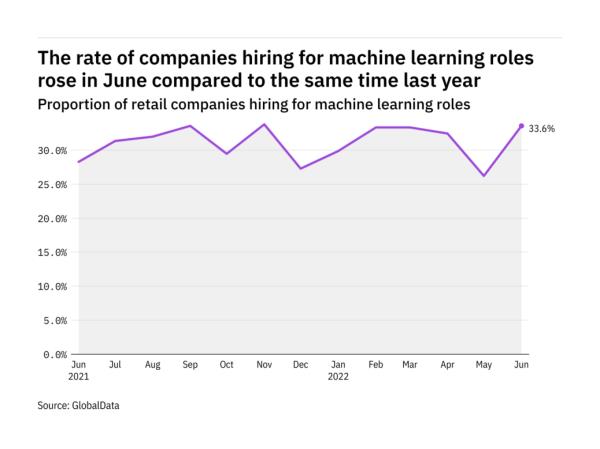 The rate of companies hiring for machine learning roles
rose in June compared to the same time last year
Proportion of retail companies hiring for machine learning roles
33.6%
30.0%
25.0%
20.0%
15.0%
10.0%
5.0%
0.0%
Jun Jul Aug Sep Oct Nov Dec Jan Feb Mar Apr May Jun
2021 2022
Source: GlobalData